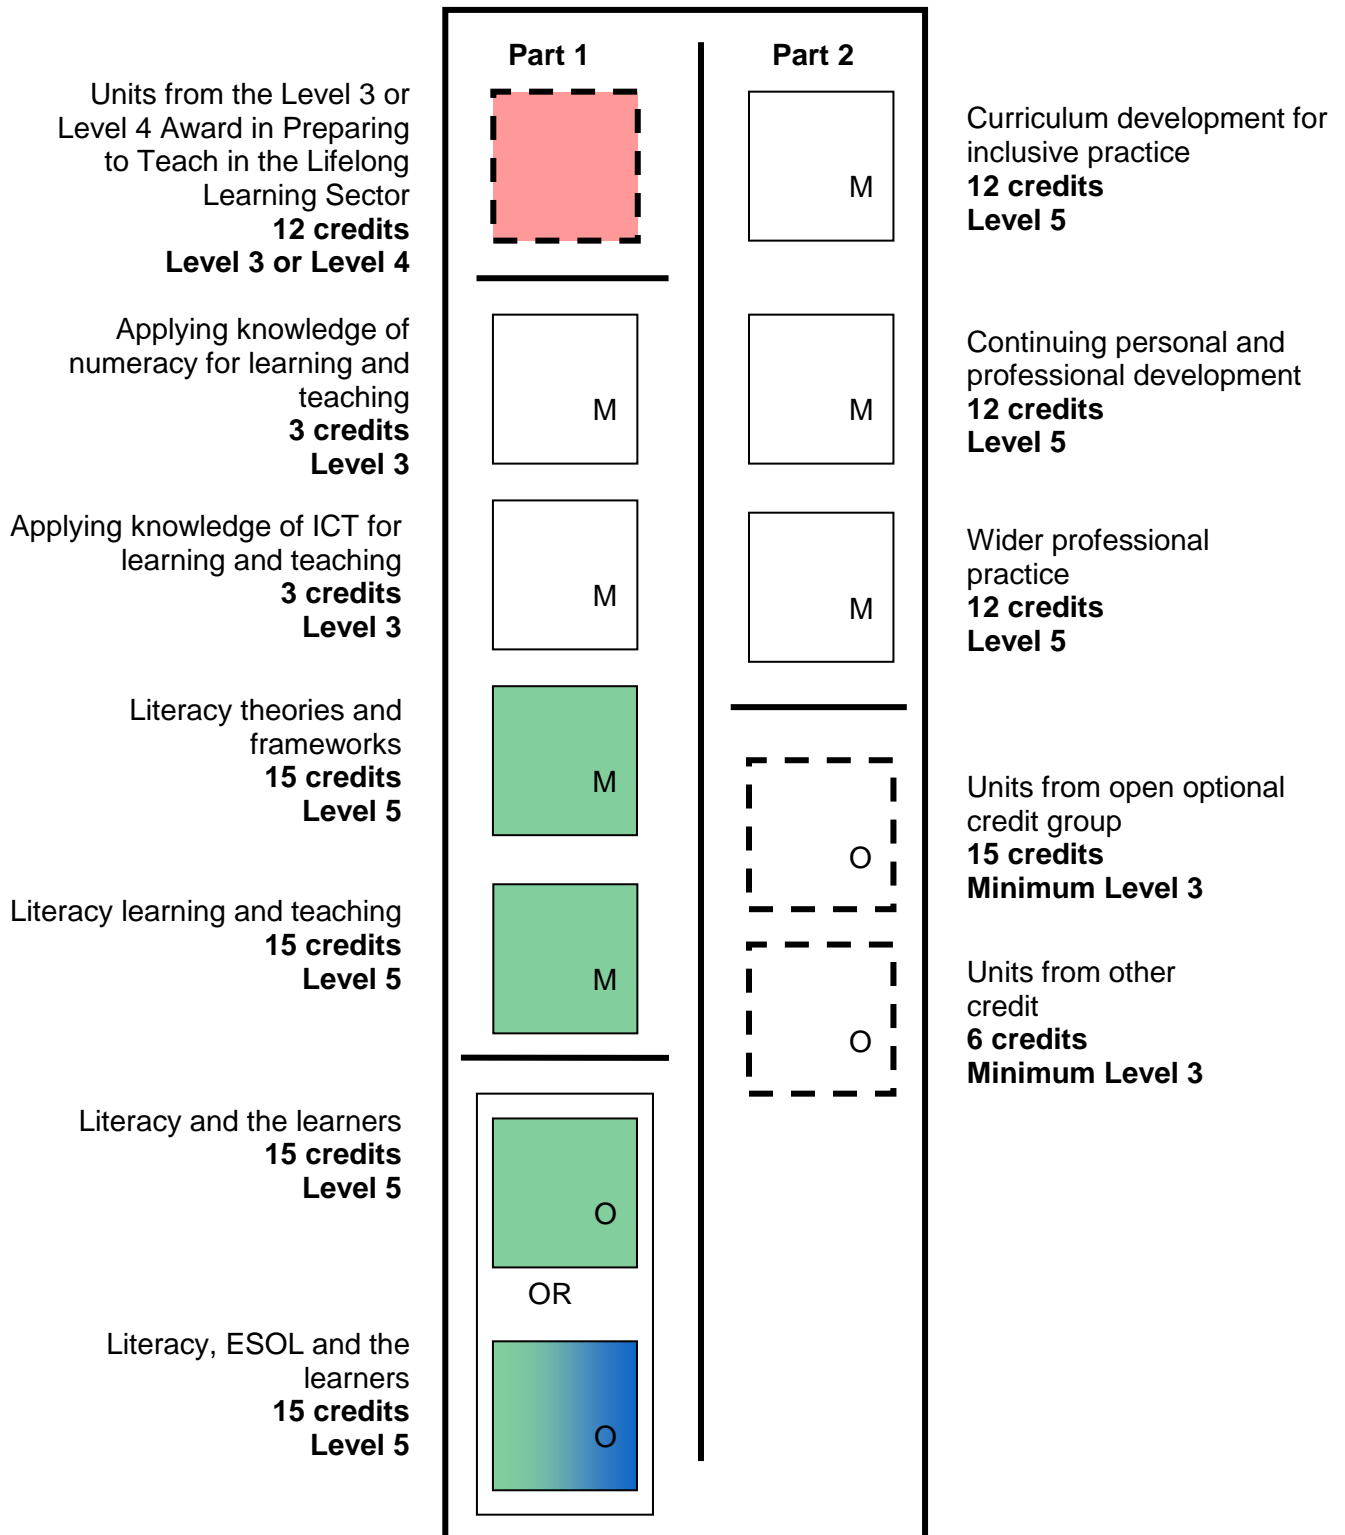 Part 1
Part 2
Units from the Level 3 or
Level 4 Award in Preparing
to Teach in the Lifelong
Learning Sector
12 credits
Level 3 or Level 4
Applying knowledge of
numeracy for learning and
teaching
3 credits
Level 3
M
Applying knowledge of ICT for
learning and teaching
3 credits
Level 3
M
Literacy theories and
frameworks
15 credits
Level 5
M
Literacy learning and teaching
15 credits
Level 5
M
Literacy and the learners
15 credits
Level 5
O
OR
Literacy, ESOL and the
learners
15 credits
Level 5
O
M
Curriculum development for
inclusive practice
12 credits
Level 5
M
Continuing personal and
professional development
12 credits
Level 5
M
Wider professional
practice
12 credits
Level 5
O
Units from open optional
credit group
15 credits
Minimum Level 3
O
Units from other
credit
6 credits
Minimum Level 3